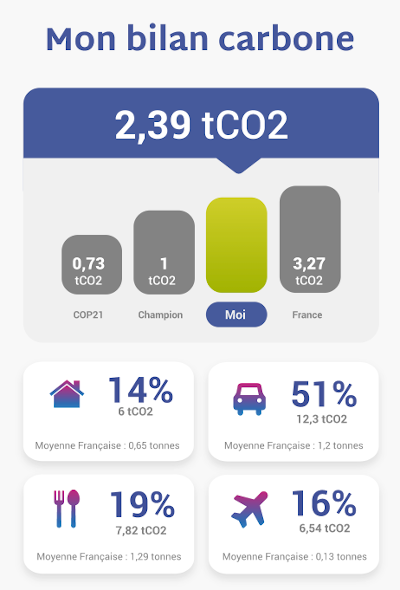 Mon bilan carbone
2,39 tCO2
0,73
tCO2
1
tCO2
3,27
tCO2
COP21
Champion
Moi
France
14%
6 tCO2
Moyenne Française : 0,65 tonnes
51%
12,3 tCO2
Moyenne Française : 1,2 tonnes
19%
7,82 tCO2
Moyenne Française : 1,29 tonnes
16%
6,54 tCO2
Moyenne Française : 0,13 tonnes